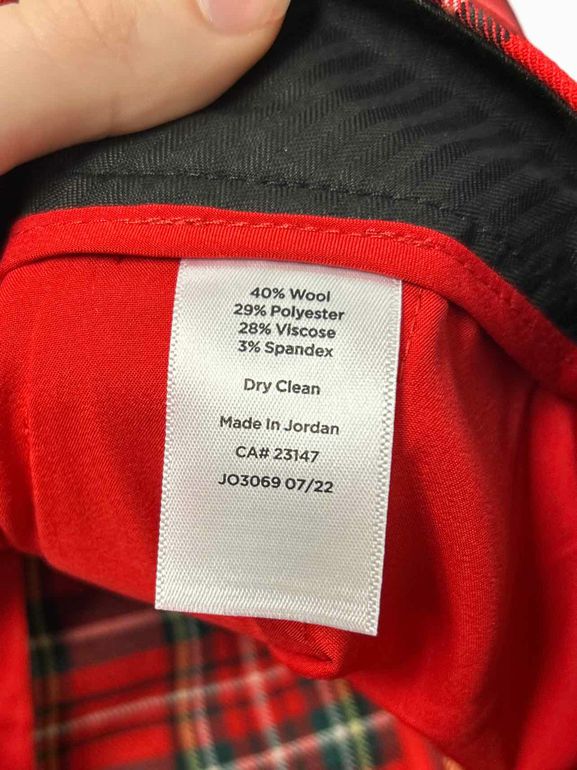 40% Wool
29% Polyester
28% Viscose
3% Spandex
Dry Clean
Made In Jordan
CA# 23147
JO3069 07/22